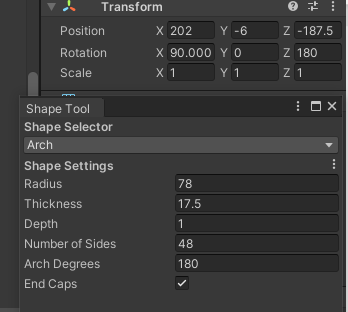 Transform
Position X 202 Y -6 Z -187.5
Rotation X 90.000 Y 0 Z 180
Scale X 1 Y 1 Z 1
Shape Tool
Shape Selector
Arch
Shape Settings
Radius 78
Thickness 17.5
Depth 1
Number of Sides 48
Arch Degrees 180
End Caps